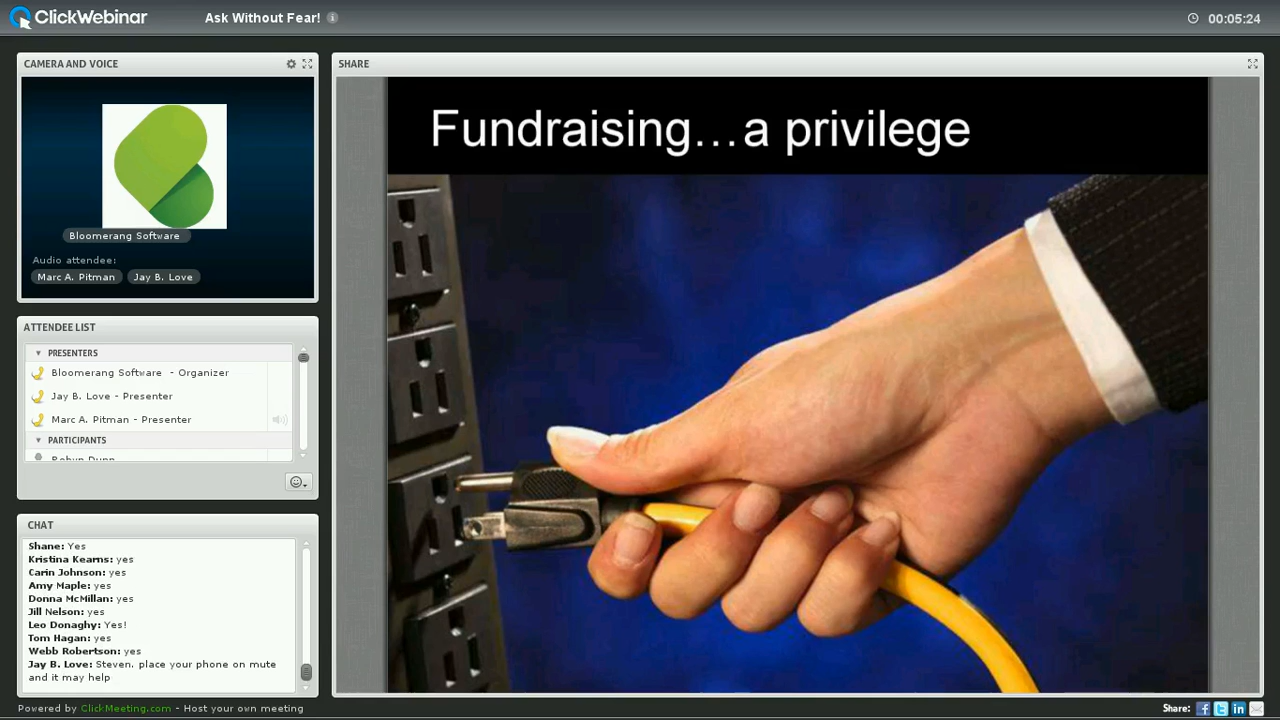 ClickWebinar
Ask Without Fear!
00:05:24
CAMERA AND VOICE
Bloomerang Software
Audio attendee:
Marc A. Pitman
Jay B. Love
ATTENDEE LIST
PRESENTERS
Bloomerang Software - Organizer
Jay B. Love - Presenter
Marc A. Pitman - Presenter
PARTICIPANTS
Robyn Dunn
CHAT
Shane: Yes
Kristina Kearns: yes
Carin Johnson: yes
Amy Maple: yes
Donna McMillan: yes
Jill Nelson: yes
Leo Donaghy: Yes!
Tom Hagan: yes
Webb Robertson: yes
Jay B. Love: Steven, place your phone on mute
and it may help
SHARE
Fundraising…a privilege
Powered by ClickMeeting.com - Host your own meeting
Share: